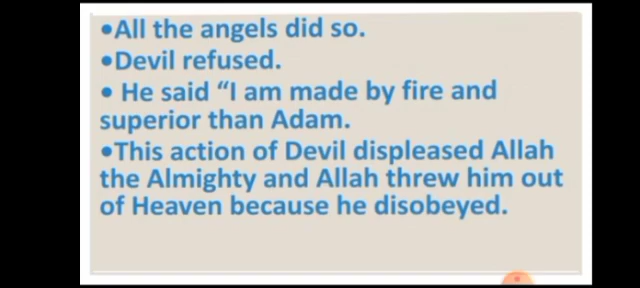 •All the angels did so.
•Devil refused.
• He said “I am made by fire and
superior than Adam.
•This action of Devil displeased Allah
the Almighty and Allah threw him out
of Heaven because he disobeyed.